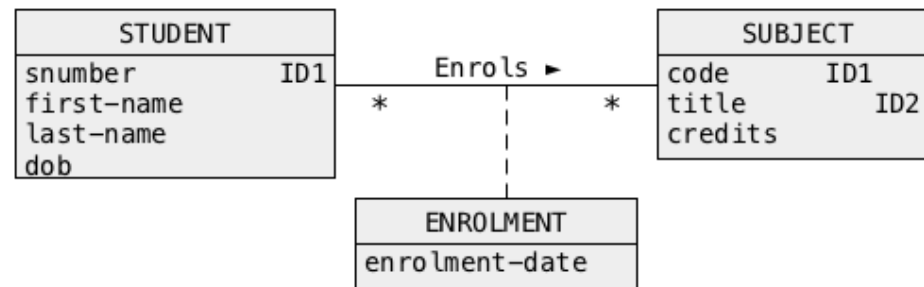 STUDENT
snumber ID1
first-name
last-name
dob
Enrols ►
* *
SUBJECT
code ID1
title ID2
credits
ENROLMENT
enrolment-date